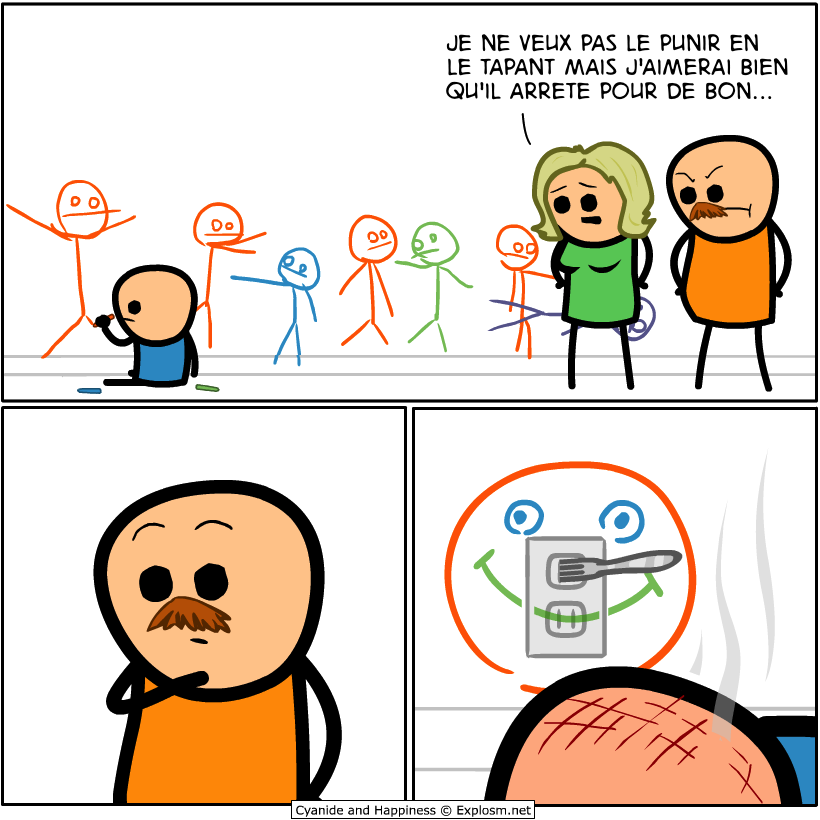 JE NE VEUX PAS LE PUNIR EN
LE TAPANT MAIS J'AIMERAI BIEN
QU'IL ARRETE POUR DE BON...
Cyanide and Happiness © Explosm.net